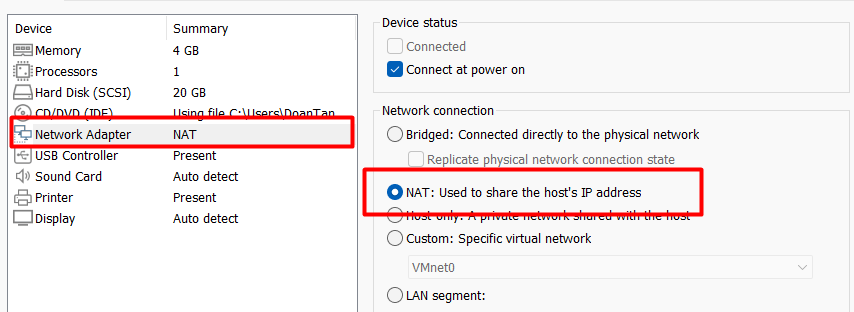 Device Summary
Memory 4 GB
Processors 1
Hard Disk (SCSI) 20 GB
CD/DVD (IDE) Using file C:\Users\DoanTan
Network Adapter NAT
USB Controller Present
Sound Card Auto detect
Printer Present
Display Auto detect
Device status
Connected
Connect at power on
Network connection
Bridged: Connected directly to the physical network
Replicate physical network connection state
NAT: Used to share the host's IP address
Host-only: A private network shared with the host
Custom: Specific virtual network
VMnet0
LAN segment: